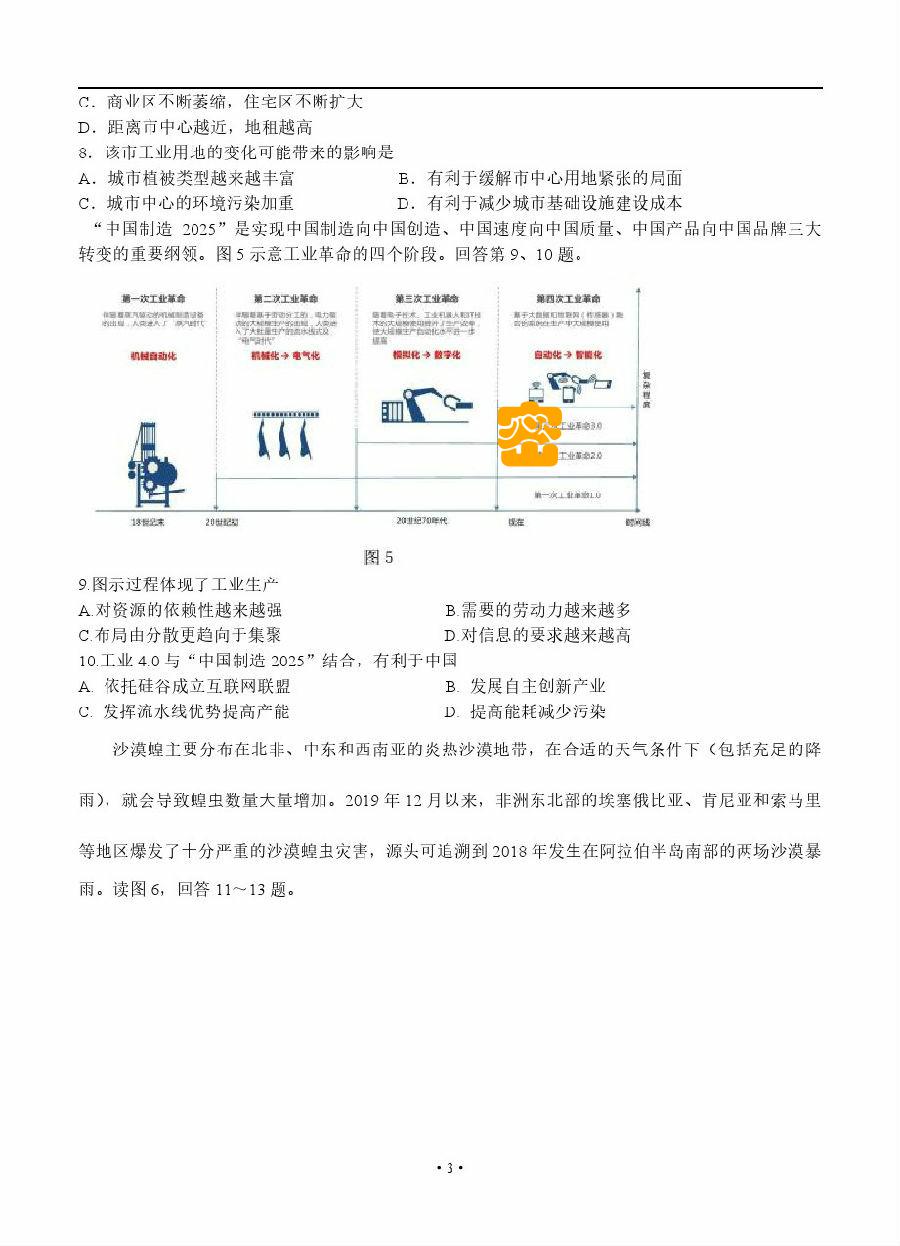 C．商业区不断萎缩，住宅区不断扩大
D．距离市中心越近，地租越高
8．该市工业用地的变化可能带来的影响是
A．城市植被类型越来越丰富 B．有利于缓解市中心用地紧张的局面
C．城市中心的环境污染加重 D．有利于减少城市基础设施建设成本
“中国制造 2025”是实现中国制造向中国创造、中国速度向中国质量、中国产品向中国品牌三大
转变的重要纲领。图 5 示意工业革命的四个阶段。回答第 9、10 题。
第一次工业革命 第二次工业革命 第三次工业革命 第四次工业革命
机械自动化 机械化→电气化 模拟化→数字化 自动化→智能化
复杂程度
工业革命3.0
工业革命2.0
第一次工业革命1.0
18世纪末 20世纪初 20世纪70年代 现在 时间线
图 5
9.图示过程体现了工业生产
A.对资源的依赖性越来越强 B.需要的劳动力越来越多
C.布局由分散更趋向于集聚 D.对信息的要求越来越高
10.工业 4.0 与“中国制造 2025”结合，有利于中国
A. 依托硅谷成立互联网联盟 B. 发展自主创新产业
C. 发挥流水线优势提高产能 D. 提高能耗减少污染
沙漠蝗主要分布在北非、中东和西南亚的炎热沙漠地带，在合适的天气条件下（包括充足的降
雨），就会导致蝗虫数量大量增加。2019 年 12 月以来，非洲东北部的埃塞俄比亚、肯尼亚和索马里
等地区爆发了十分严重的沙漠蝗虫灾害，源头可追溯到 2018 年发生在阿拉伯半岛南部的两场沙漠暴
雨。读图 6，回答 11～13 题。
· 3 ·